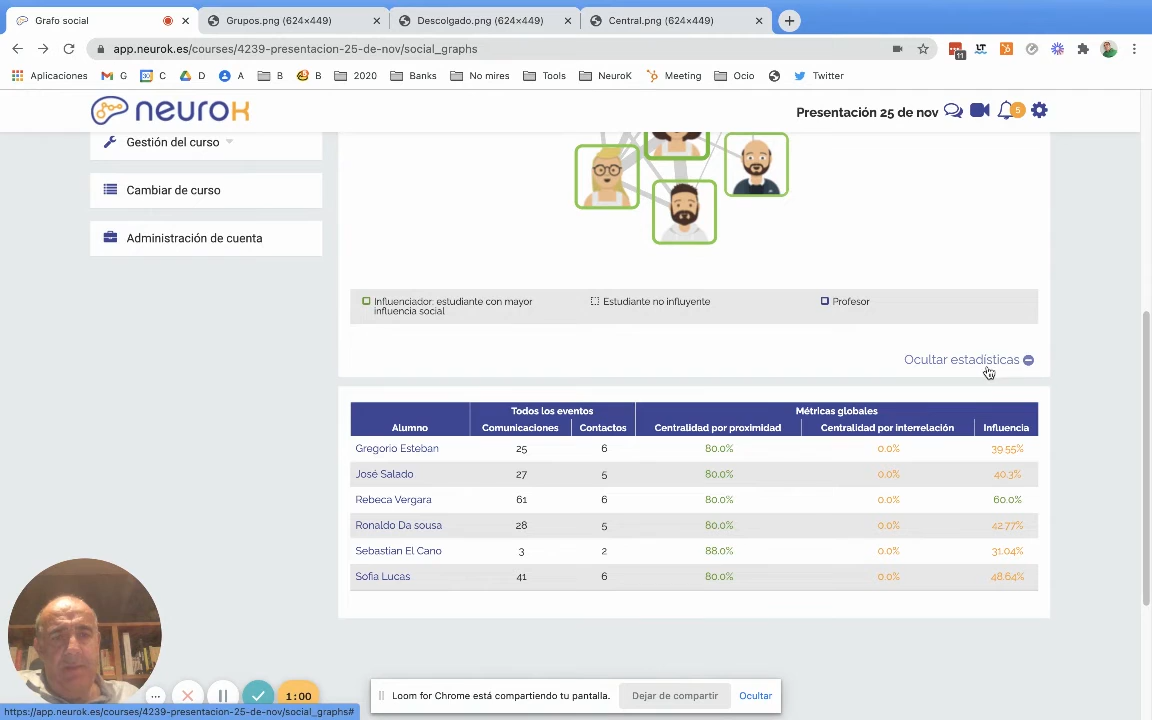 Grafo social
Grupos.png (624×449)
Descolgado.png (624×449)
Central.png (624×449)
app.neurok.es/courses/4239-presentacion-25-de-nov/social_graphs
11
LT
Aplicaciones
G
30
C
D
A
B
B
2020
Banks
No mires
Tools
NeuroK
Meeting
Ocio
Twitter
neurok
Presentación 25 de nov
5
Gestión del curso
Cambiar de curso
Administración de cuenta
Influenciador: estudiante con mayor
influencia social
Estudiante no influyente
Profesor
Ocultar estadísticas
Todos los eventos Métricas globales
Alumno Comunicaciones Contactos Centralidad por proximidad Centralidad por interrelación Influencia
Gregorio Esteban 25 6 80.0% 0.0% 39.55%
José Salado 27 5 80.0% 0.0% 40.3%
Rebeca Vergara 61 6 80.0% 0.0% 60.0%
Ronaldo Da sousa 28 5 80.0% 0.0% 42.77%
Sebastian El Cano 3 2 88.0% 0.0% 31.04%
Sofia Lucas 41 6 80.0% 0.0% 48.64%
1:00
Loom for Chrome está compartiendo tu pantalla.
Dejar de compartir
Ocultar
https://app.neurok.es/courses/4239-presentacion-25-de-nov/social_graphs#